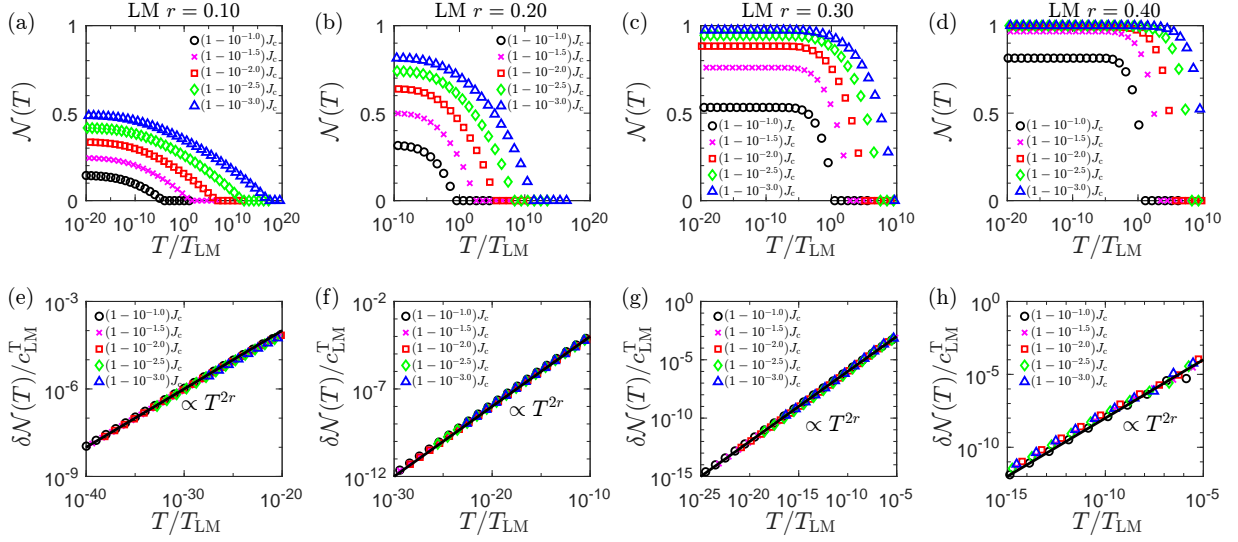 (a) LM r = 0.10
𝒩(T)
1
0.5
0
10^-20 10^-10 10^0 10^10 10^20
T/T_LM
(1−10^-1.0)J_c
(1−10^-1.5)J_c
(1−10^-2.0)J_c
(1−10^-2.5)J_c
(1−10^-3.0)J_c
(b) LM r = 0.20
𝒩(T)
1
0.5
0
10^-10 10^0 10^10 10^20
T/T_LM
(1−10^-1.0)J_c
(1−10^-1.5)J_c
(1−10^-2.0)J_c
(1−10^-2.5)J_c
(1−10^-3.0)J_c
(c) LM r = 0.30
𝒩(T)
1
0.5
0
10^-20 10^-10 10^0 10^10
T/T_LM
(1−10^-1.0)J_c
(1−10^-1.5)J_c
(1−10^-2.0)J_c
(1−10^-2.5)J_c
(1−10^-3.0)J_c
(d) LM r = 0.40
𝒩(T)
1
0.5
0
10^-20 10^-10 10^0 10^10
T/T_LM
(1−10^-1.0)J_c
(1−10^-1.5)J_c
(1−10^-2.0)J_c
(1−10^-2.5)J_c
(1−10^-3.0)J_c
(e)
δ𝒩(T)/c^T_LM
10^-3
10^-6
10^-9
10^-40 10^-30 10^-20
T/T_LM
(1−10^-1.0)J_c
(1−10^-1.5)J_c
(1−10^-2.0)J_c
(1−10^-2.5)J_c
(1−10^-3.0)J_c
∝ T^2r
(f)
δ𝒩(T)/c^T_LM
10^-2
10^-7
10^-12
10^-30 10^-20 10^-10
T/T_LM
(1−10^-1.0)J_c
(1−10^-1.5)J_c
(1−10^-2.0)J_c
(1−10^-2.5)J_c
(1−10^-3.0)J_c
∝ T^2r
(g)
δ𝒩(T)/c^T_LM
10^0
10^-5
10^-10
10^-15
10^-25 10^-20 10^-15 10^-10 10^-5
T/T_LM
(1−10^-1.0)J_c
(1−10^-1.5)J_c
(1−10^-2.0)J_c
(1−10^-2.5)J_c
(1−10^-3.0)J_c
∝ T^2r
(h)
δ𝒩(T)/c^T_LM
10^0
10^-5
10^-10
10^-15 10^-10 10^-5
T/T_LM
(1−10^-1.0)J_c
(1−10^-1.5)J_c
(1−10^-2.0)J_c
(1−10^-2.5)J_c
(1−10^-3.0)J_c
∝ T^2r